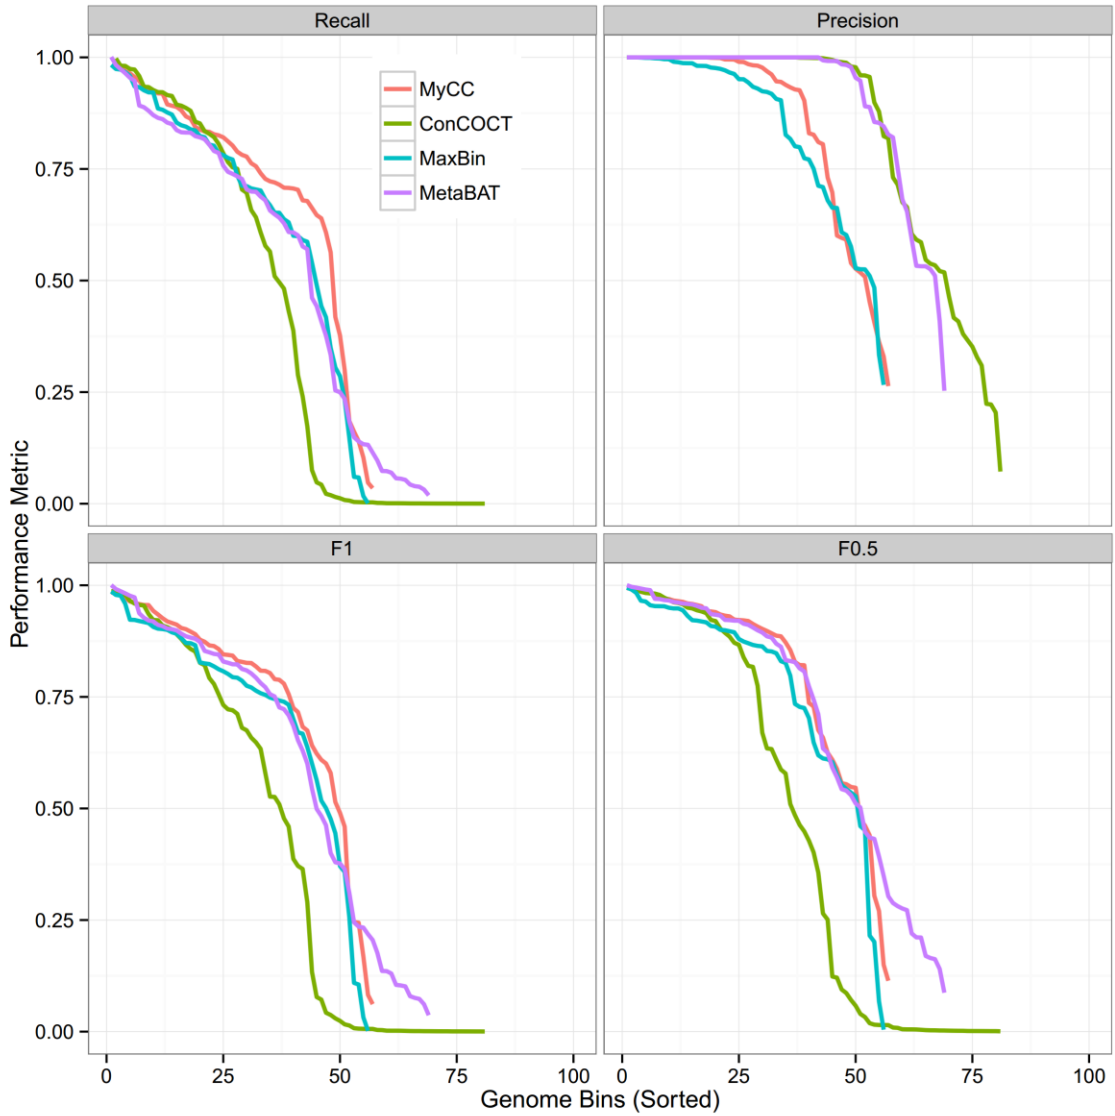 Recall
Precision
1.00
0.75
0.50
0.25
0.00
MyCC
ConCOCT
MaxBin
MetaBAT
Performance Metric
F1
F0.5
1.00
0.75
0.50
0.25
0.00
0 25 50 75 100
0 25 50 75 100
Genome Bins (Sorted)